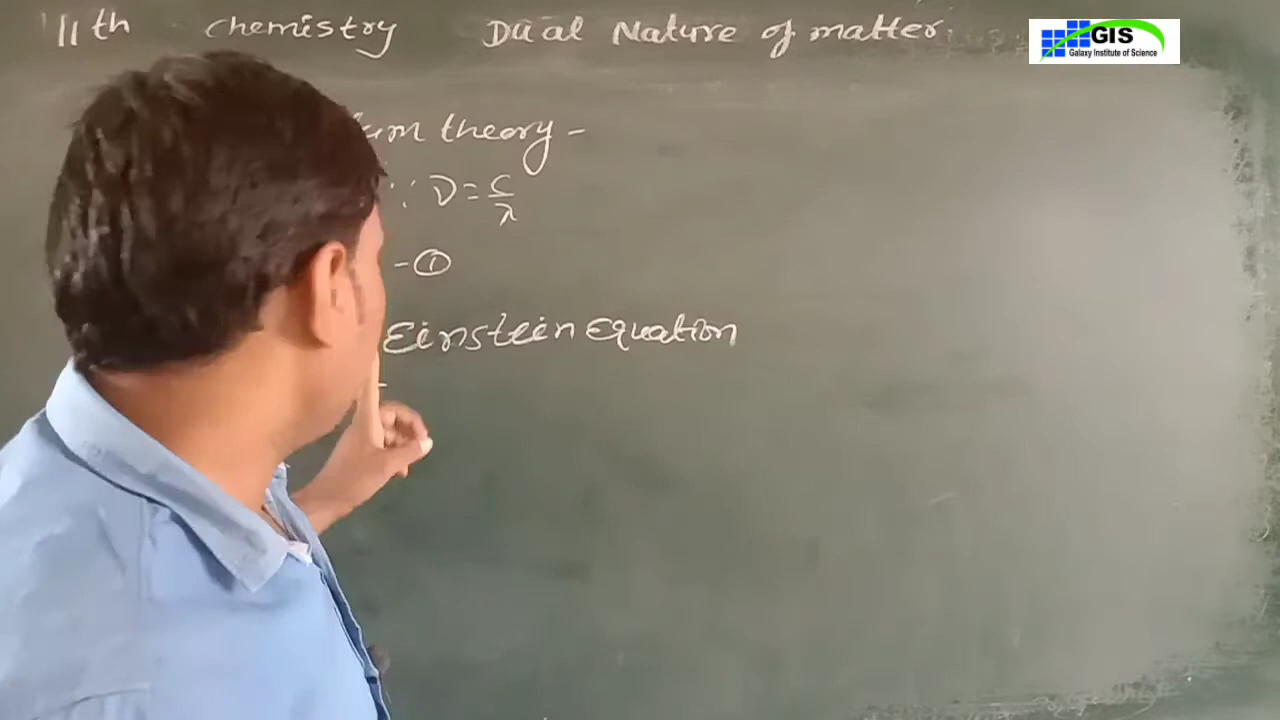 11th chemistry Dual Nature of matter
GIS
Galaxy Institute of Science
theory -
∵ ν = c/λ
- ①
Einstein Equation